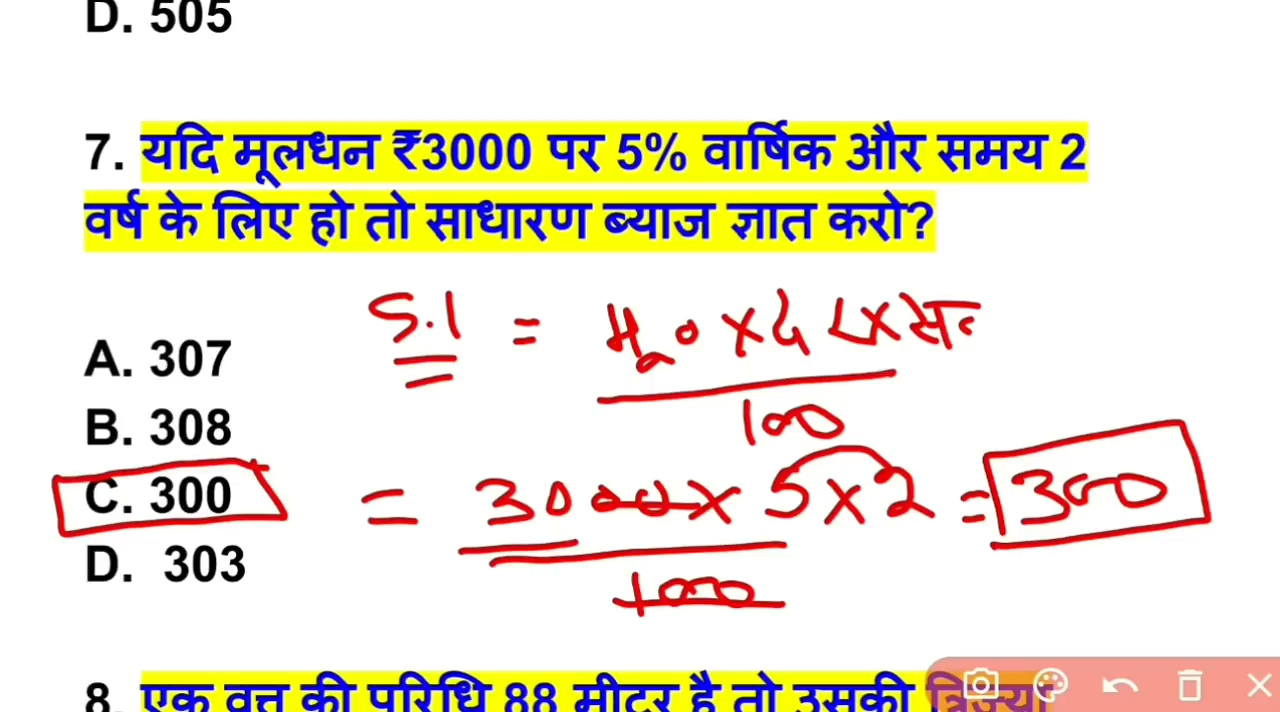 D. 505
7. यदि मूलधन ₹3000 पर 5% वार्षिक और समय 2
वर्ष के लिए हो तो साधारण ब्याज ज्ञात करो?
S.I =
100
A. 307
B. 308
C. 300
D. 303
= 3000 x 5 x 2 = 300
100
8. एक वृत्त की परिधि 88 मीटर है तो उसकी त्रिज्या